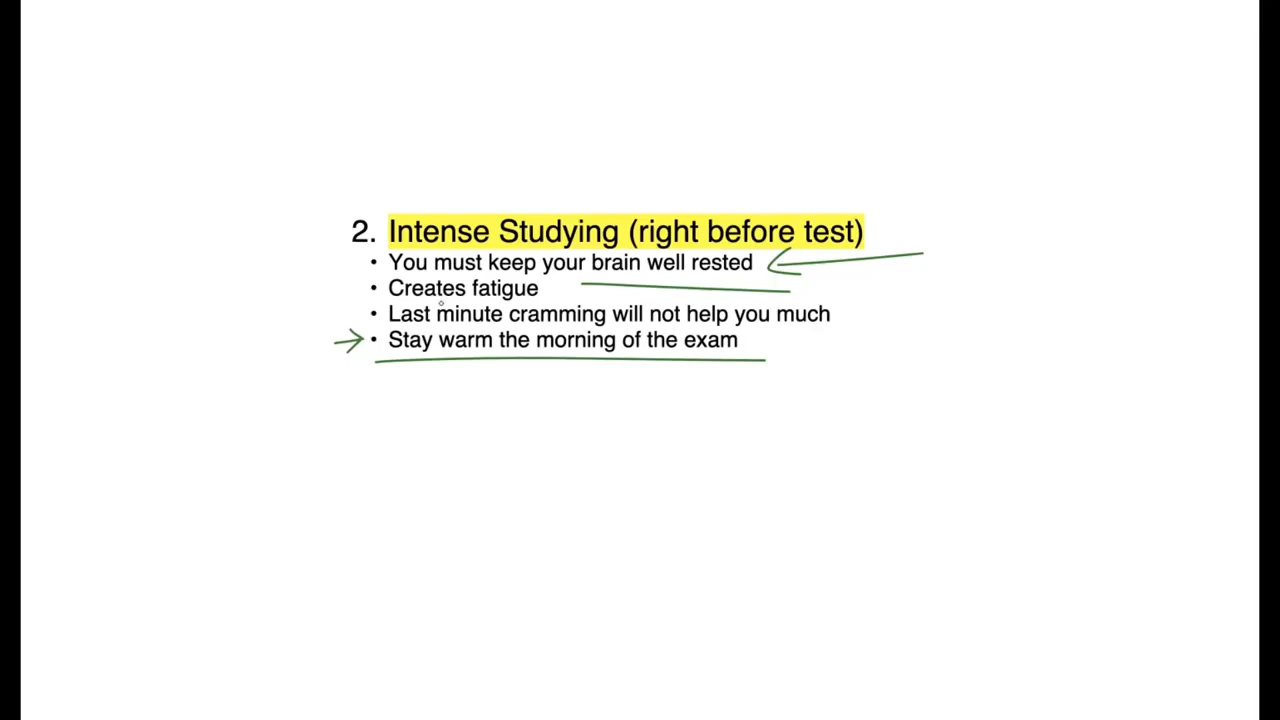 2. Intense Studying (right before test)
• You must keep your brain well rested
• Creates fatigue
• Last minute cramming will not help you much
• Stay warm the morning of the exam